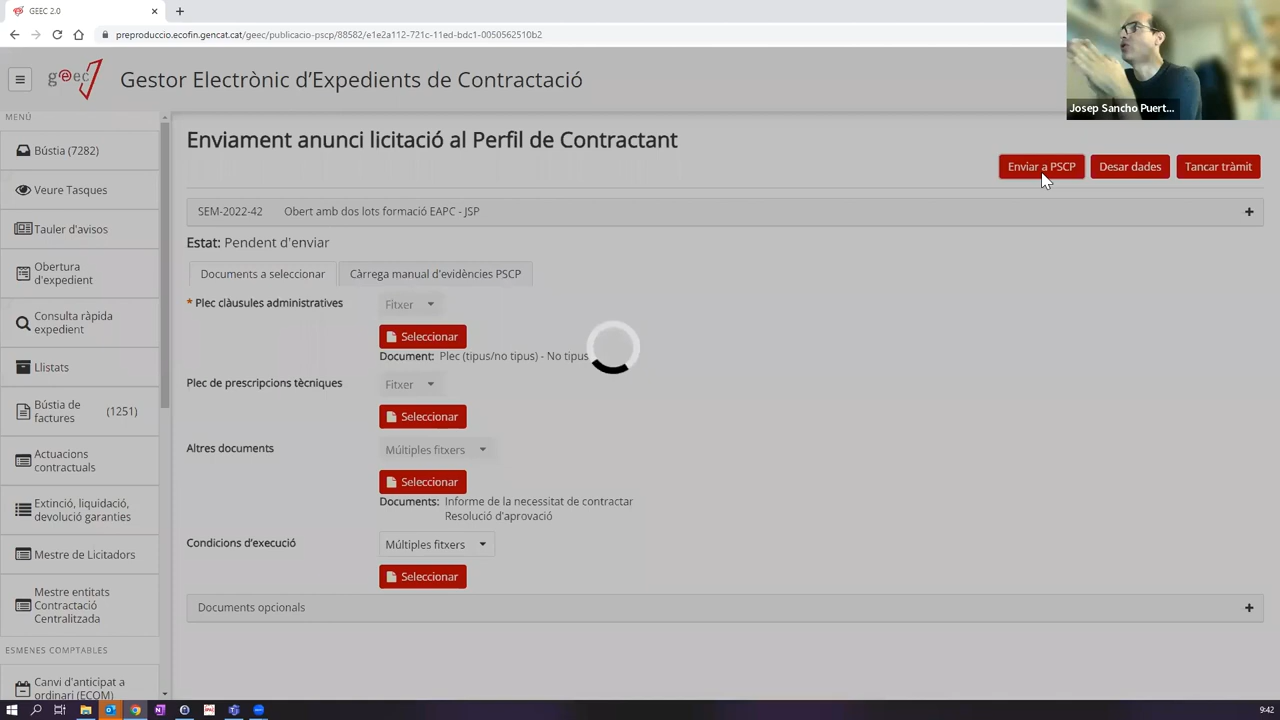 GEEC 2.0
preproduccio.ecofin.gencat.cat/geec/publicacio-pscp/88582/e1e2a112-721c-11ed-bdc1-0050562510b2
Josep Sancho Puert...
geec
Gestor Electrònic d'Expedients de Contractació
MENÚ
Bústia (7282)
Veure Tasques
Tauler d'avisos
Obertura
d'expedient
Consulta ràpida
expedient
Llistats
Bústia de
factures
(1251)
Actuacions
contractuals
Extinció, liquidació,
devolució garanties
Mestre de Licitadors
Mestre entitats
Contractació
Centralitzada
ESMENES COMPTABLES
Canvi d'anticipat a
ordinari (ECOM)
Enviament anunci licitació al Perfil de Contractant
Enviar a PSCP
Desar dades
Tancar tràmit
SEM-2022-42 Obert amb dos lots formació EAPC - JSP
Estat: Pendent d'enviar
Documents a seleccionar
Càrrega manual d'evidències PSCP
* Plec clàusules administratives
Fitxer
Seleccionar
Document: Plec (tipus/no tipus) - No tipus
Plec de prescripcions tècniques
Fitxer
Seleccionar
Altres documents
Múltiples fitxers
Seleccionar
Documents: Informe de la necessitat de contractar
Resolució d'aprovació
Condicions d'execució
Múltiples fitxers
Seleccionar
Documents opcionals
9:42